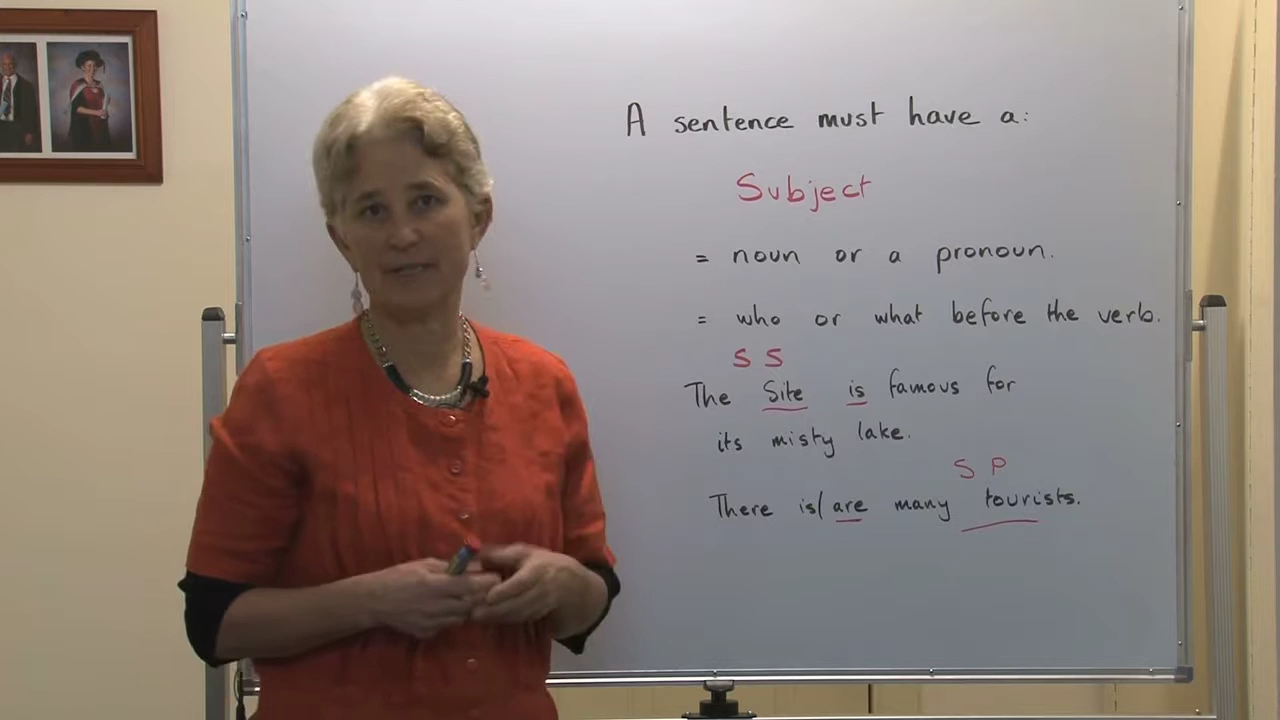 A sentence must have a:
Subject
= noun or a pronoun.
= who or what before the verb.
S S
The Site is famous for
its misty lake.
S P
There is/are many tourists.